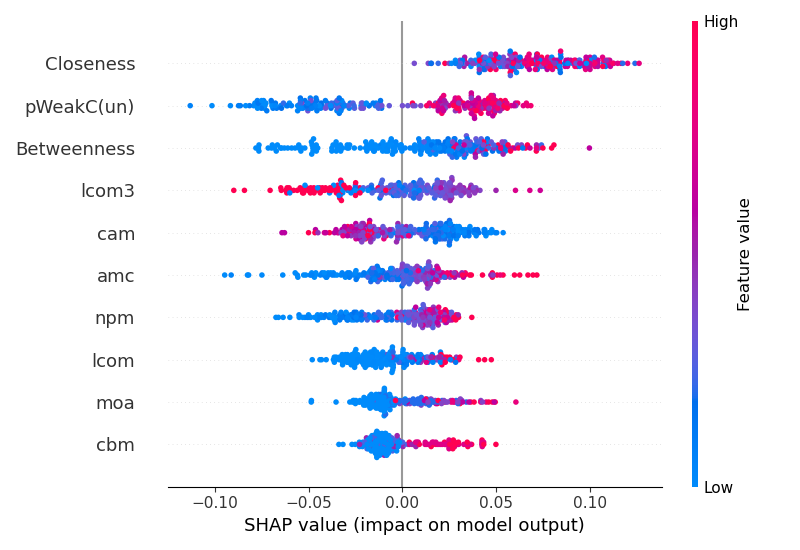 High
Closeness
pWeakC(un)
Betweenness
lcom3
cam
amc
npm
lcom
moa
cbm
Feature value
Low
−0.10 −0.05 0.00 0.05 0.10
SHAP value (impact on model output)